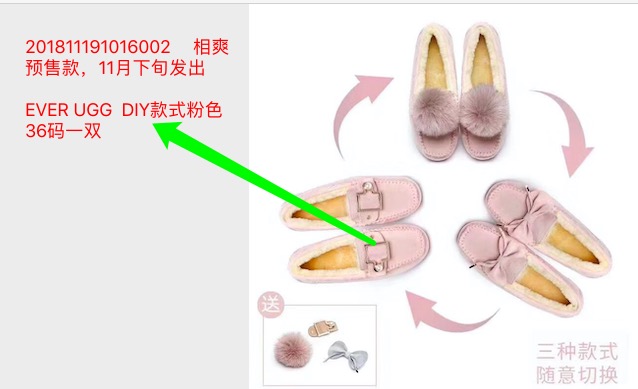 201811191016002 相爽
预售款，11月下旬发出
EVER UGG DIY款式粉色
36码一双
送
三种款式
随意切换